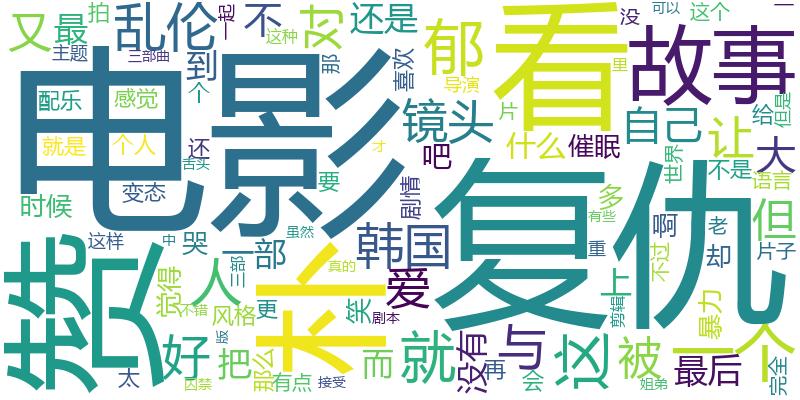 电影
复仇
看
故事
赞
朴
郁
乱伦
又
最
拍
一起
不
这种
对
还是
那
喜欢
没
可以
这个
一
里
主题
三部曲
到
个
导演
片
镜头
配乐
感觉
就是
个人
还
什么
催眠
自己
让
世界
给
但是
大
吧
才
变态
舌头
要
剧情
不是
语言
时候
这样
中
哭
一部
虽然
韩国
多
有些
但
啊
老
却
片子
重
不过
觉得
人
三部
真的
笑
爱
上
剪辑
暴力
一个
不错
风格
更
剧本
版
好
把
那么
而
就
没有
与
这
被
最后
完全
太
囚禁
有点
接受
再
会
姐弟